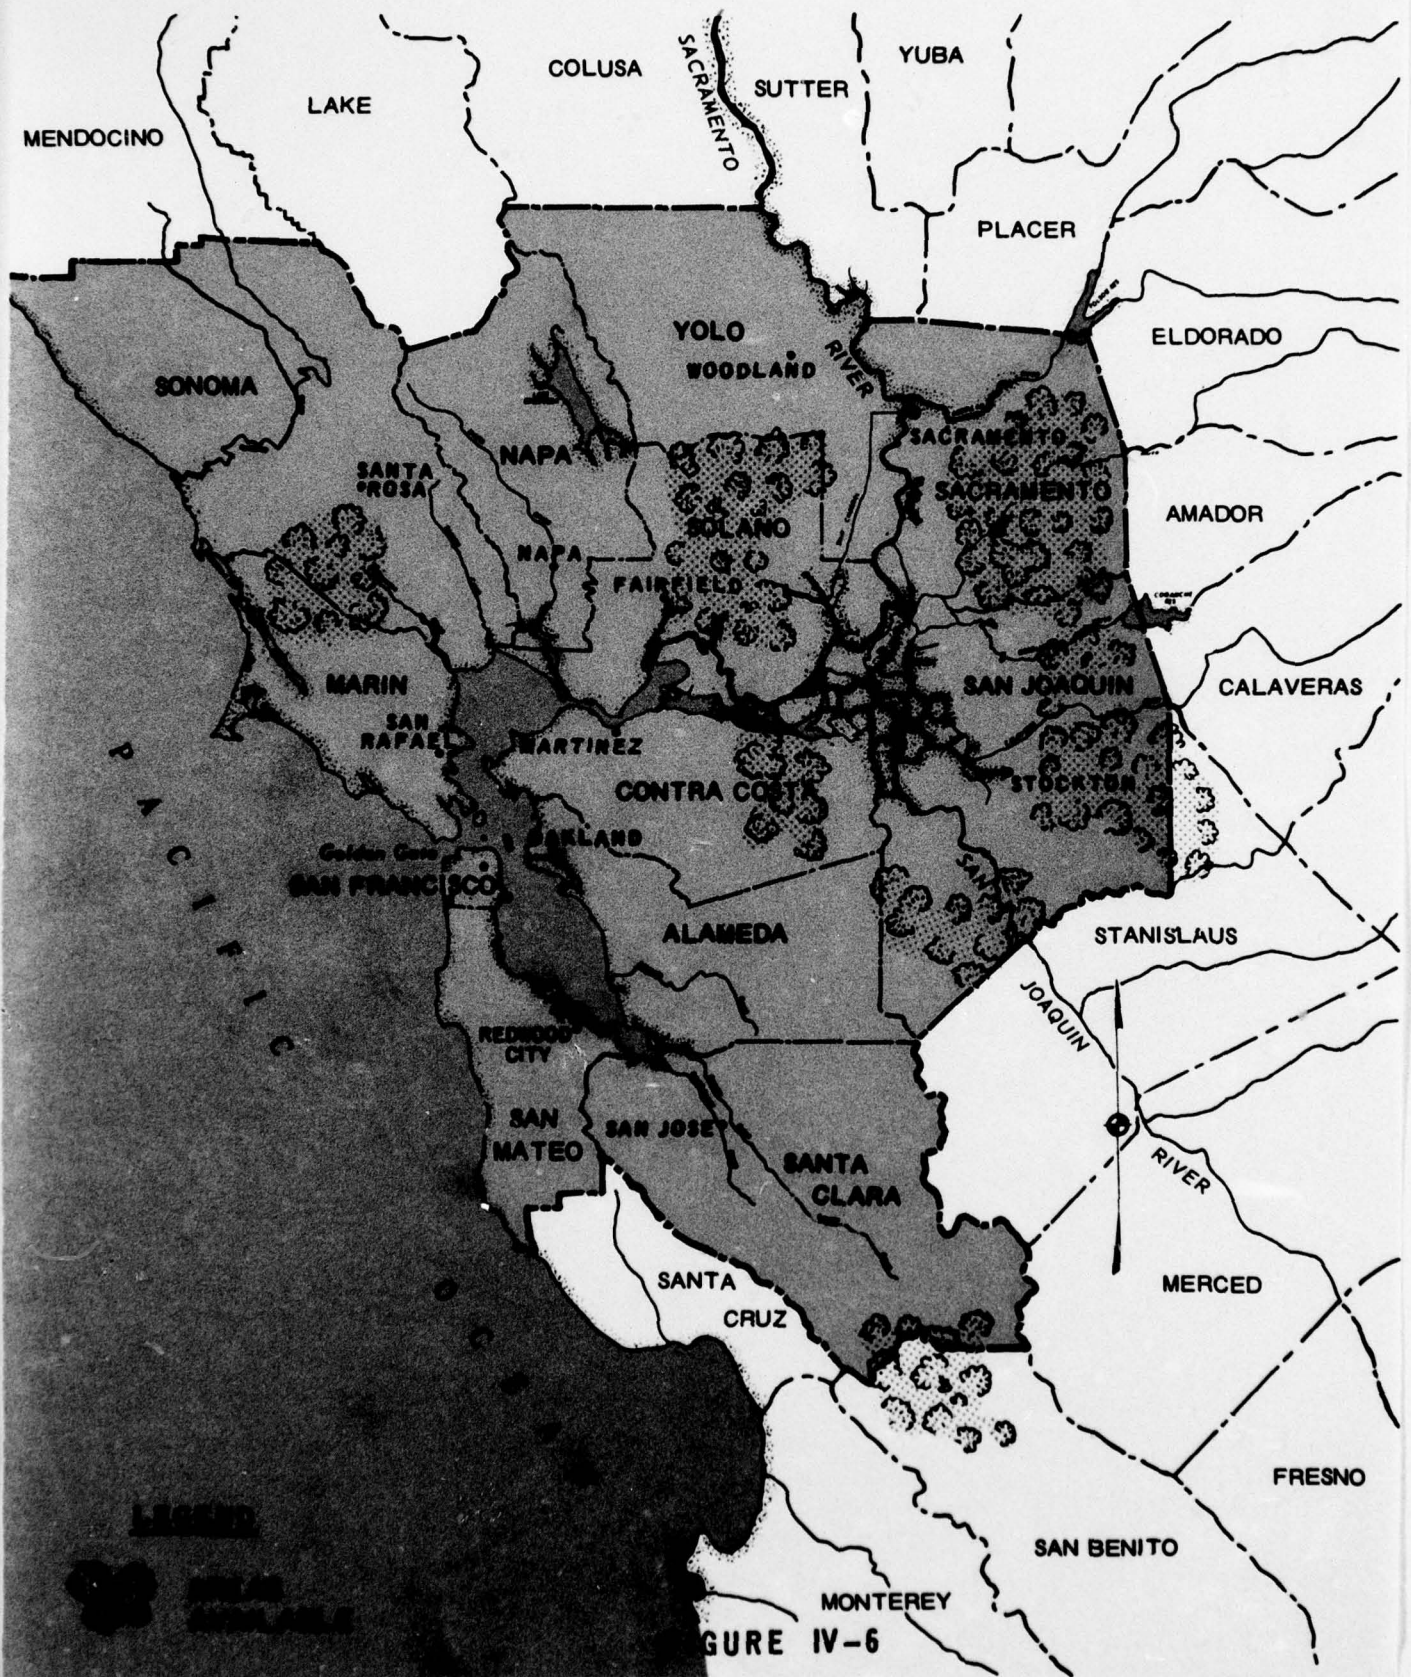 COLUSA
SACRAMENTO
YUBA
SUTTER
LAKE
MENDOCINO
PLACER
ELDORADO
YOLO
WOODLAND
RIVER
SONOMA
NAPA
SANTA
ROSA
SACRAMENTO
SACRAMENTO
AMADOR
SOLANO
NAPA
FAIRFIELD
MARIN
SAN JOAQUIN
CALAVERAS
SAN
RAFAEL
MARTINEZ
CONTRA COSTA
STOCKTON
PACIFIC
OAKLAND
Golden Gate
SAN FRANCISCO
SAN
ALAMEDA
STANISLAUS
JOAQUIN
REDWOOD
CITY
SAN
MATEO
SAN JOSE
SANTA
CLARA
RIVER
SANTA
CRUZ
MERCED
FRESNO
LEGEND
SAN BENITO
MONTEREY
GURE IV-6